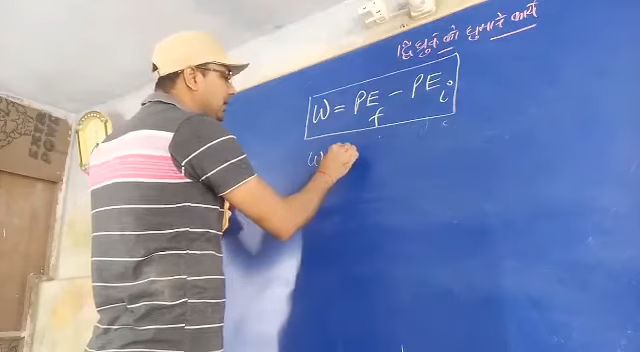 द्विध्रुव को घुमाने में कार्य
W = PE_f - PE_i
W